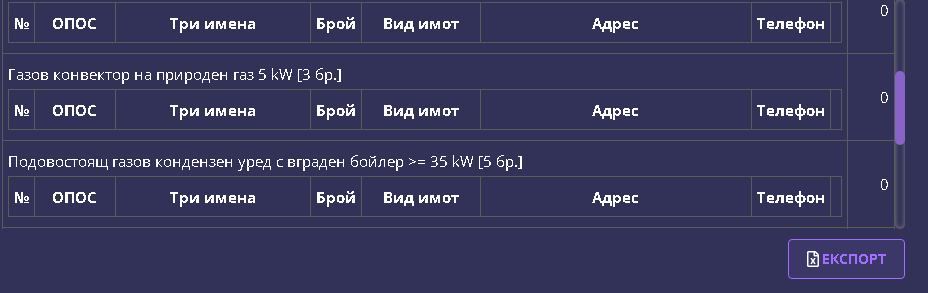 № ОПОС Три имена Брой Вид имот Адрес Телефон 0
Газов конвектор на природен газ 5 kW [3 бр.]
№ ОПОС Три имена Брой Вид имот Адрес Телефон 0
Подовостоящ газов кондензен уред с вграден бойлер >= 35 kW [5 бр.]
№ ОПОС Три имена Брой Вид имот Адрес Телефон 0
ЕКСПОРТ